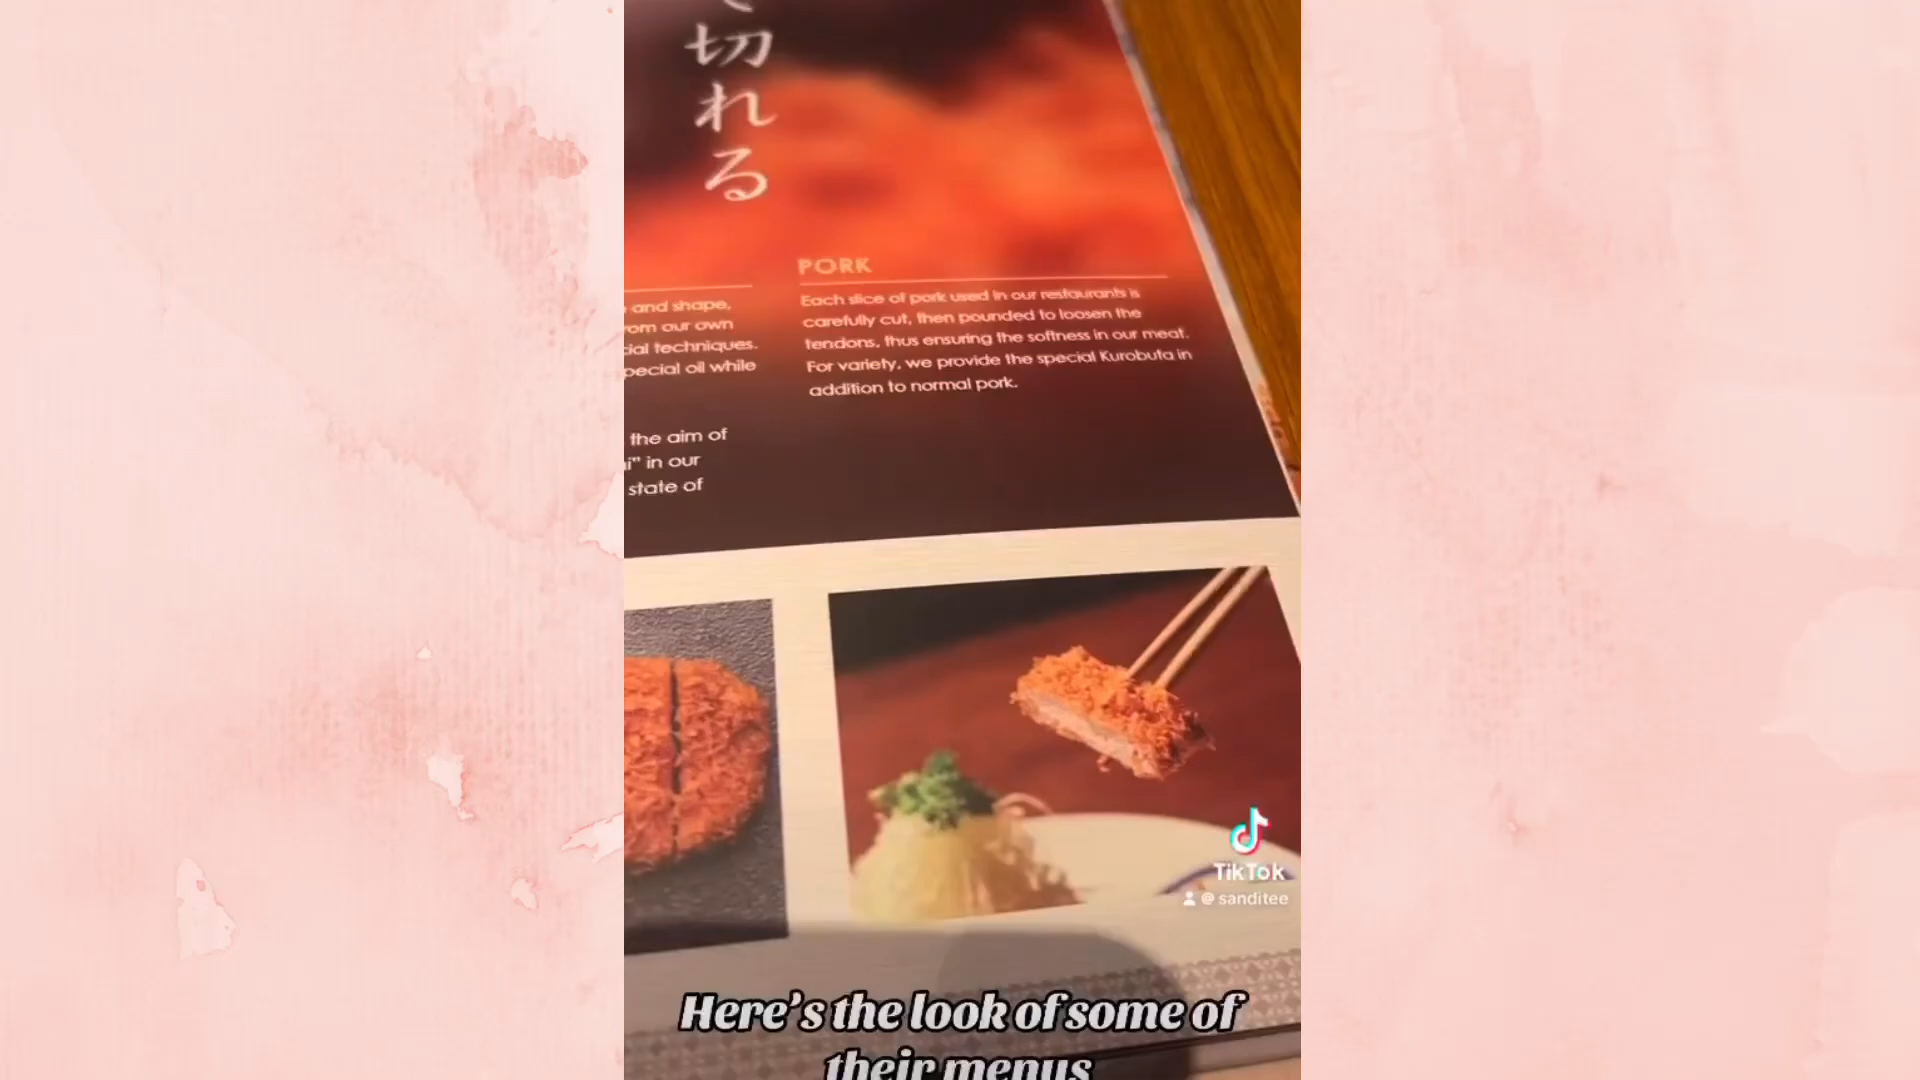 切れる
and shape,
from our own
cial techniques.
pecial oil while
the aim of
in our
state of
PORK
Each slice of pork used in our restaurants is
carefully cut, then pounded to loosen the
tendons, thus ensuring the softness in our meat.
For variety, we provide the special Kurobuta in
addition to normal pork.
TikTok
@ sanditee
Here's the look of some of
their menus